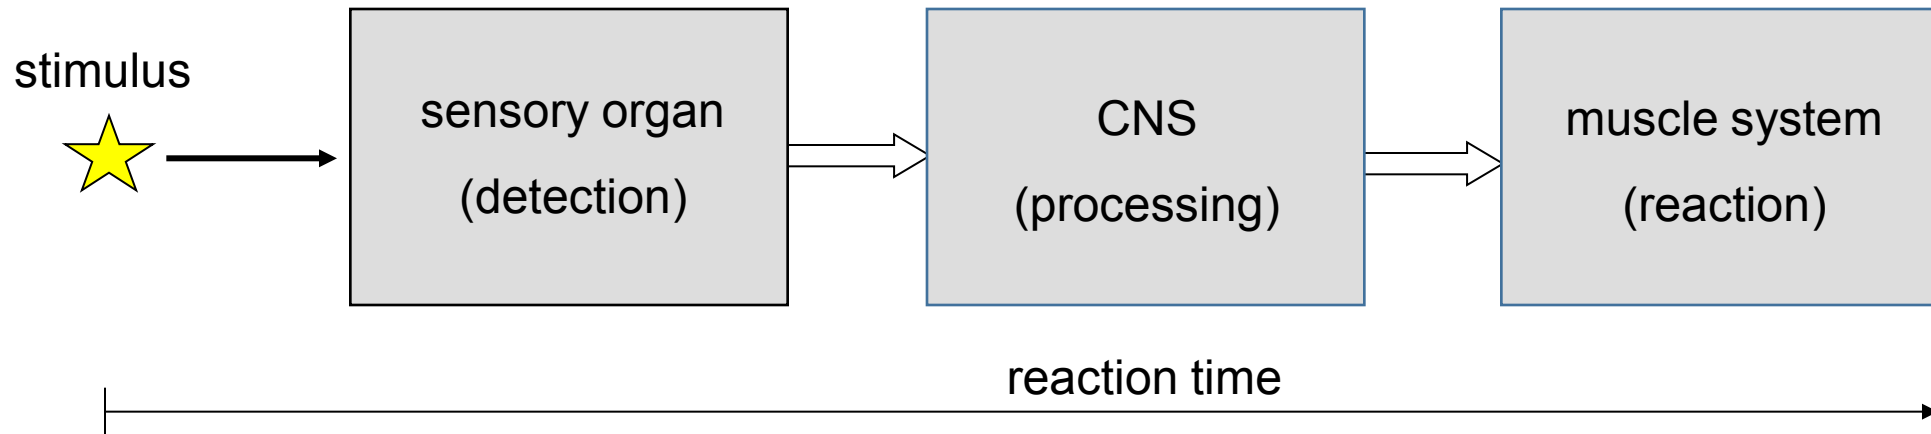 stimulus
sensory organ
(detection)
CNS
(processing)
muscle system
(reaction)
reaction time